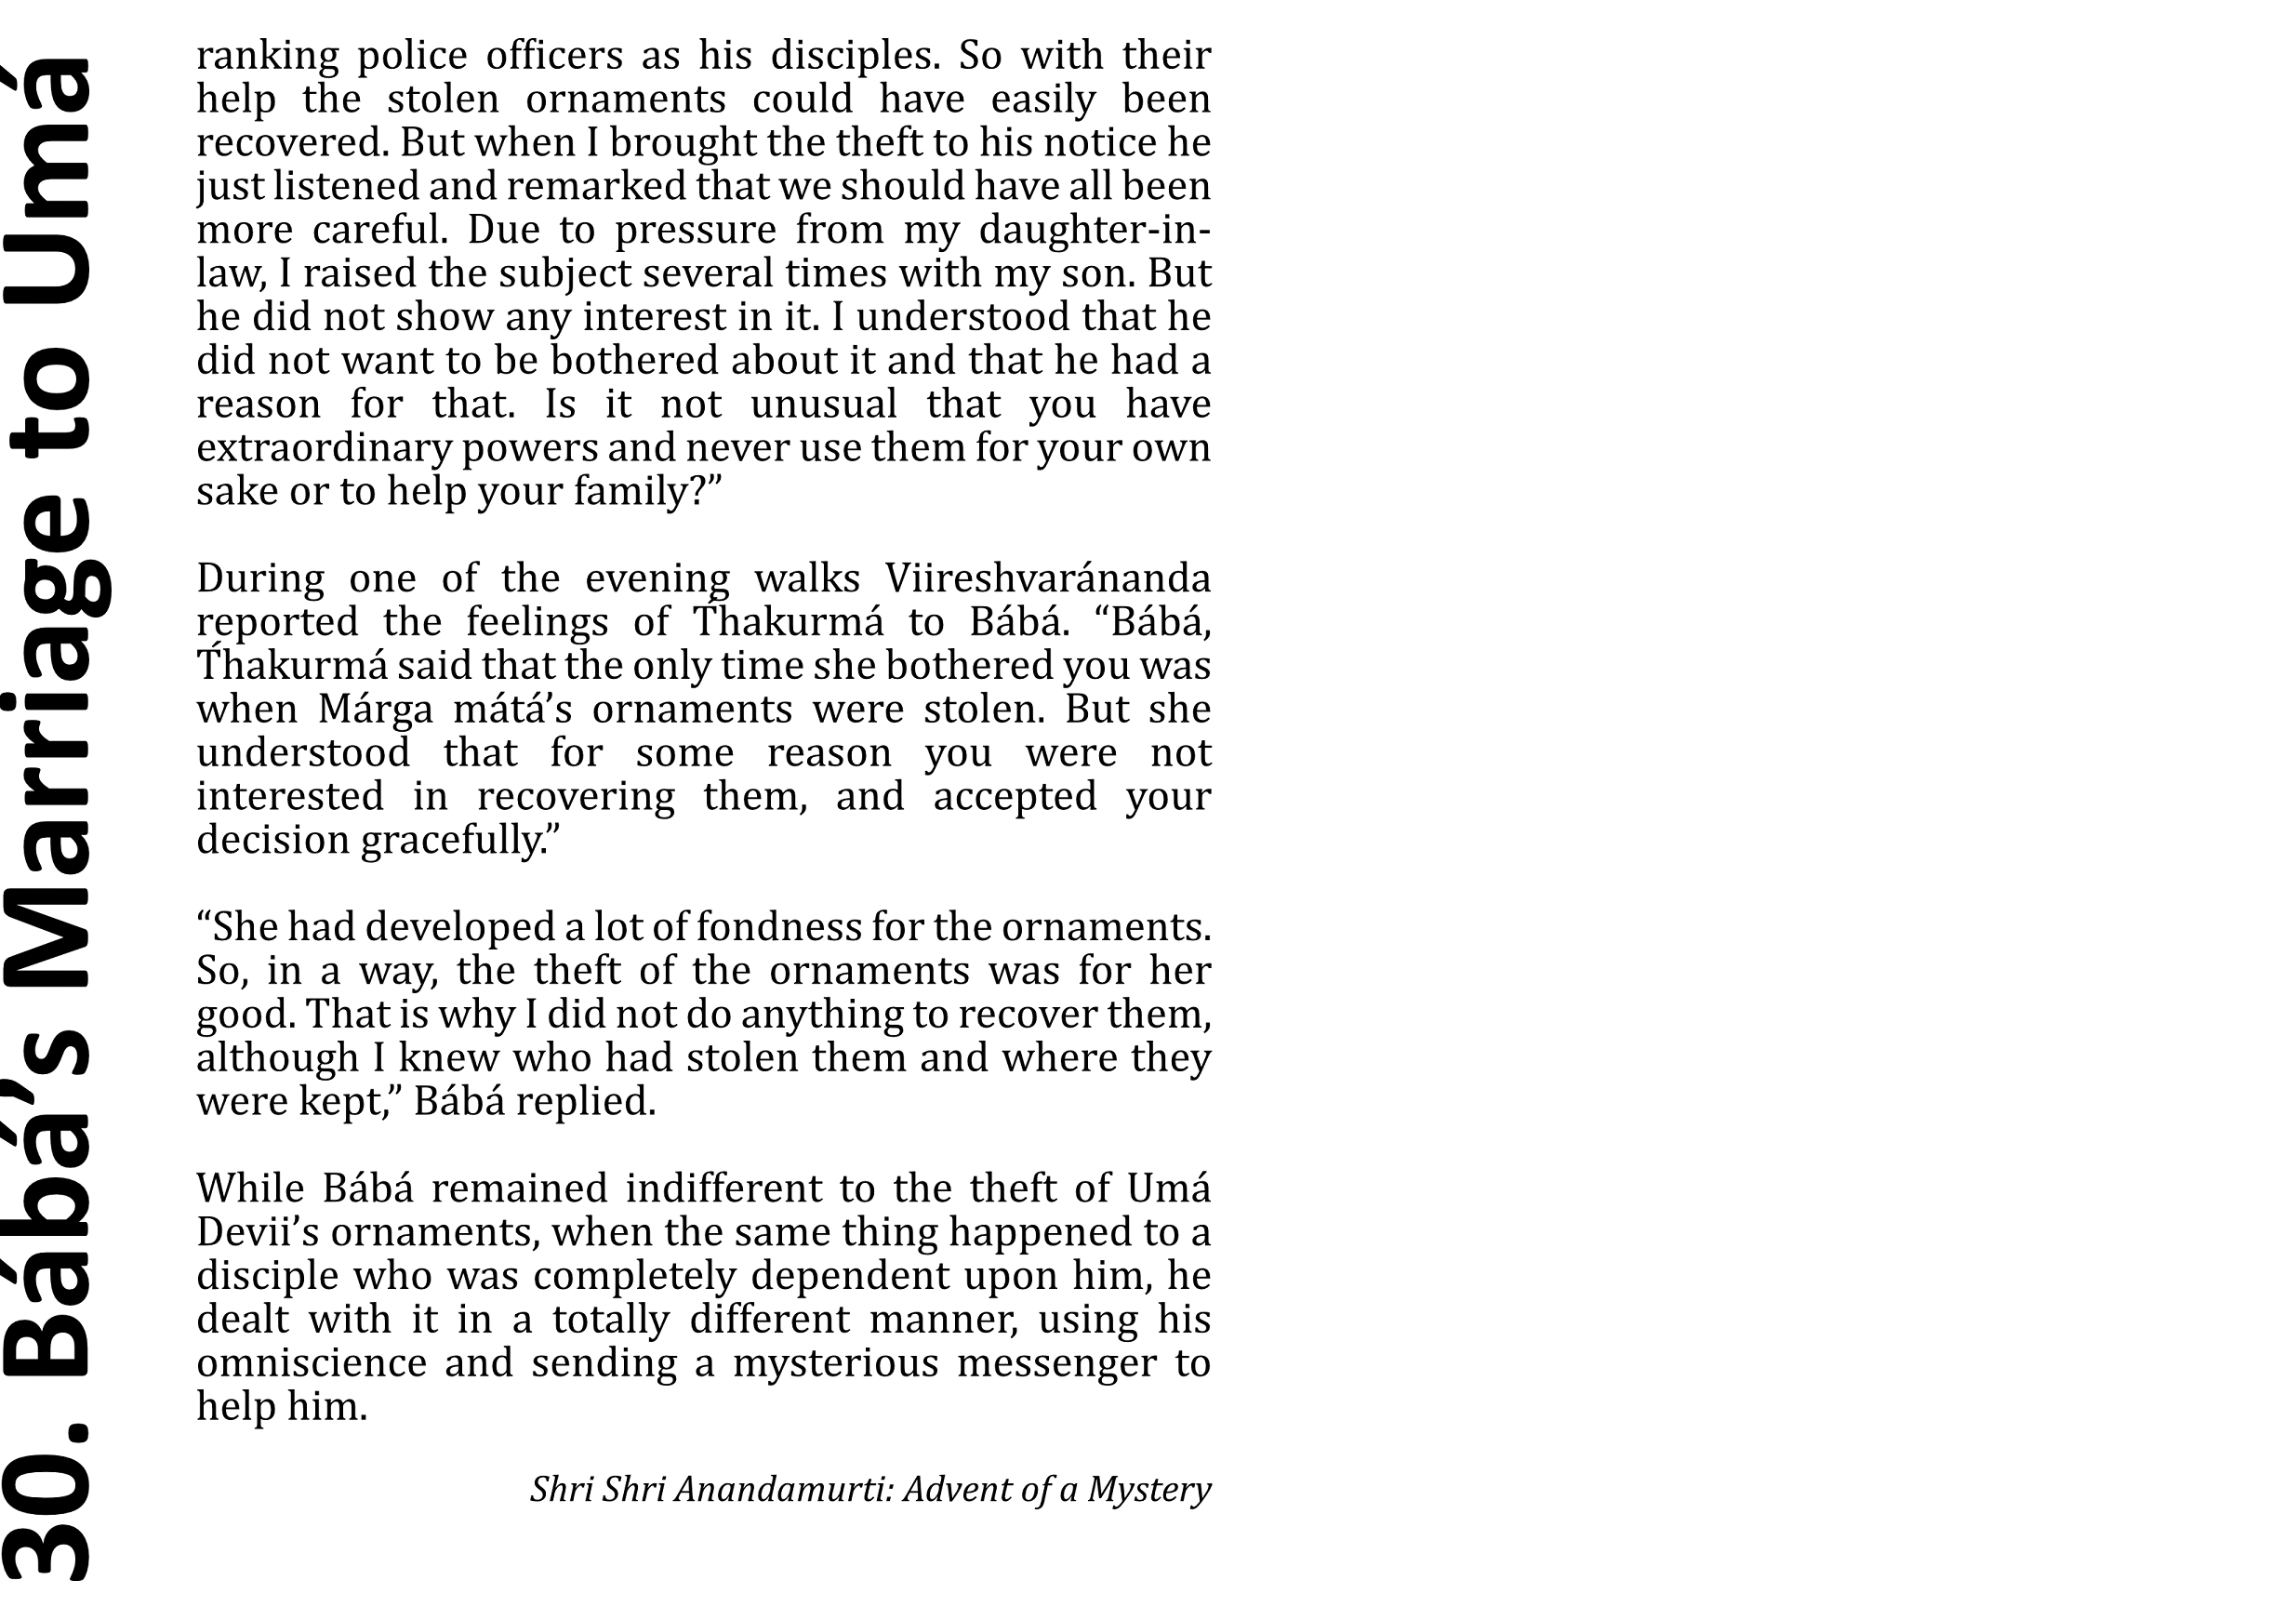 30. Bábá’s Marriage to Umá
ranking police officers as his disciples. So with their
help the stolen ornaments could have easily been
recovered. But when I brought the theft to his notice he
just listened and remarked that we should have all been
more careful. Due to pressure from my daughter-in-
law, I raised the subject several times with my son. But
he did not show any interest in it. I understood that he
did not want to be bothered about it and that he had a
reason for that. Is it not unusual that you have
extraordinary powers and never use them for your own
sake or to help your family?”
During one of the evening walks Viireshvaránanda
reported the feelings of T́hakurmá to Bábá. “Bábá,
T́hakurmá said that the only time she bothered you was
when Márga mátá’s ornaments were stolen. But she
understood that for some reason you were not
interested in recovering them, and accepted your
decision gracefully.”
“She had developed a lot of fondness for the ornaments.
So, in a way, the theft of the ornaments was for her
good. That is why I did not do anything to recover them,
although I knew who had stolen them and where they
were kept,” Bábá replied.
While Bábá remained indifferent to the theft of Umá
Devii’s ornaments, when the same thing happened to a
disciple who was completely dependent upon him, he
dealt with it in a totally different manner, using his
omniscience and sending a mysterious messenger to
help him.
Shri Shri Anandamurti: Advent of a Mystery